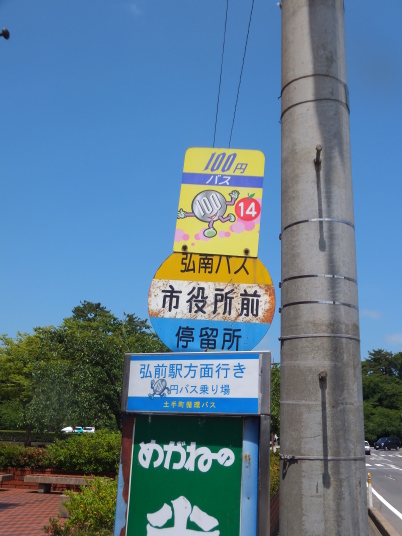 100円
バス
100
14
弘南バス
市役所前
停留所
弘前駅方面行き
円バス乗り場
土手町循環バス
めがねの